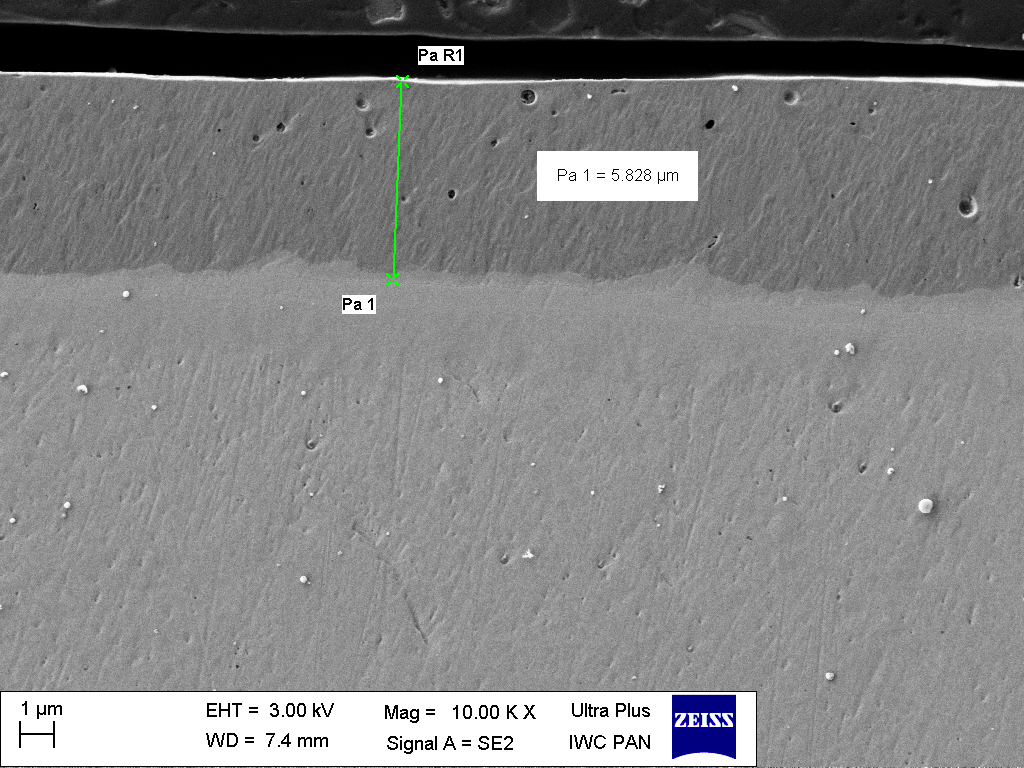 Pa R1
Pa 1 = 5.828 µm
Pa 1
1 µm
EHT = 3.00 kV
Mag = 10.00 K X
Ultra Plus
WD = 7.4 mm
Signal A = SE2
IWC PAN
ZEISS